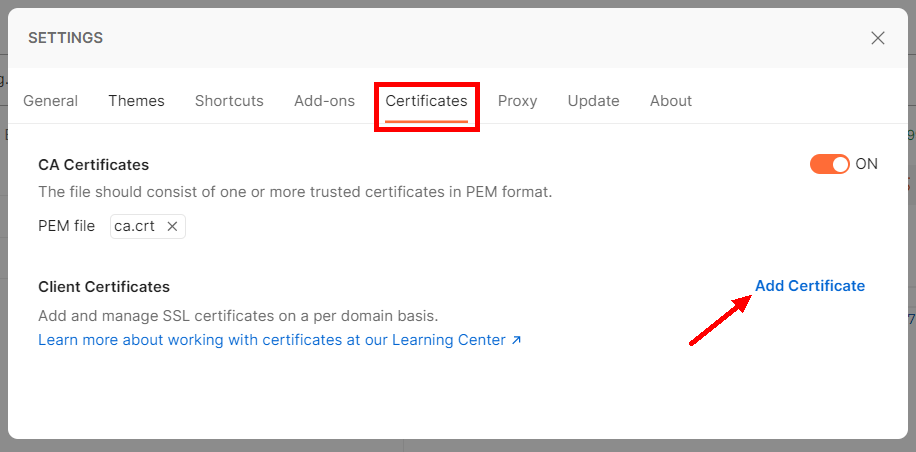 SETTINGS
General Themes Shortcuts Add-ons Certificates Proxy Update About
CA Certificates ON
The file should consist of one or more trusted certificates in PEM format.
PEM file ca.crt
Client Certificates Add Certificate
Add and manage SSL certificates on a per domain basis.
Learn more about working with certificates at our Learning Center